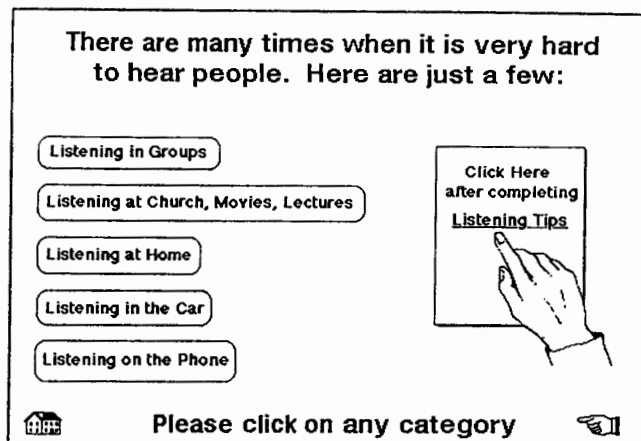 There are many times when it is very hard
to hear people. Here are just a few:
Listening in Groups
Listening at Church, Movies, Lectures
Listening at Home
Listening in the Car
Listening on the Phone
Click Here
after completing
Listening Tips
Please click on any category